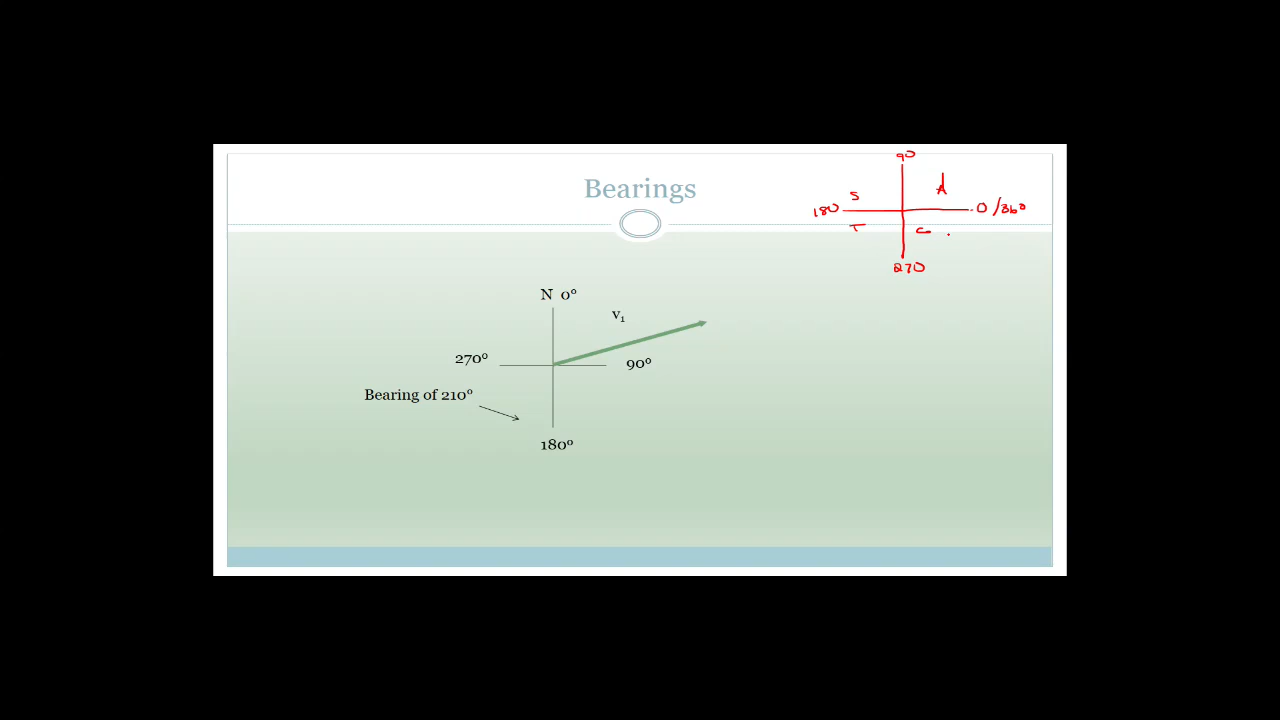 Bearings
90
S A
180 0/360
T C
270
N 0°
v₁
270° 90°
Bearing of 210°
180°